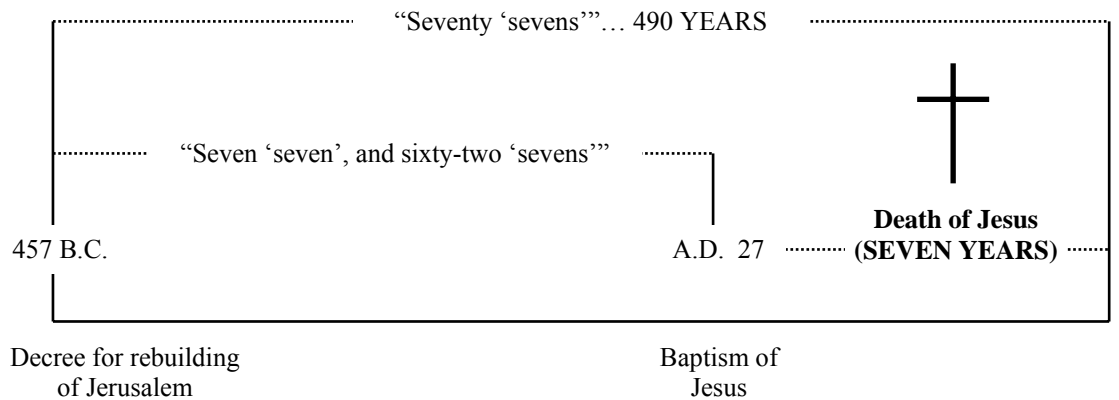 “Seventy ‘sevens’”… 490 YEARS
“Seven ‘seven’, and sixty-two ‘sevens’”
Death of Jesus
457 B.C.
A.D. 27
(SEVEN YEARS)
Decree for rebuilding
of Jerusalem
Baptism of
Jesus